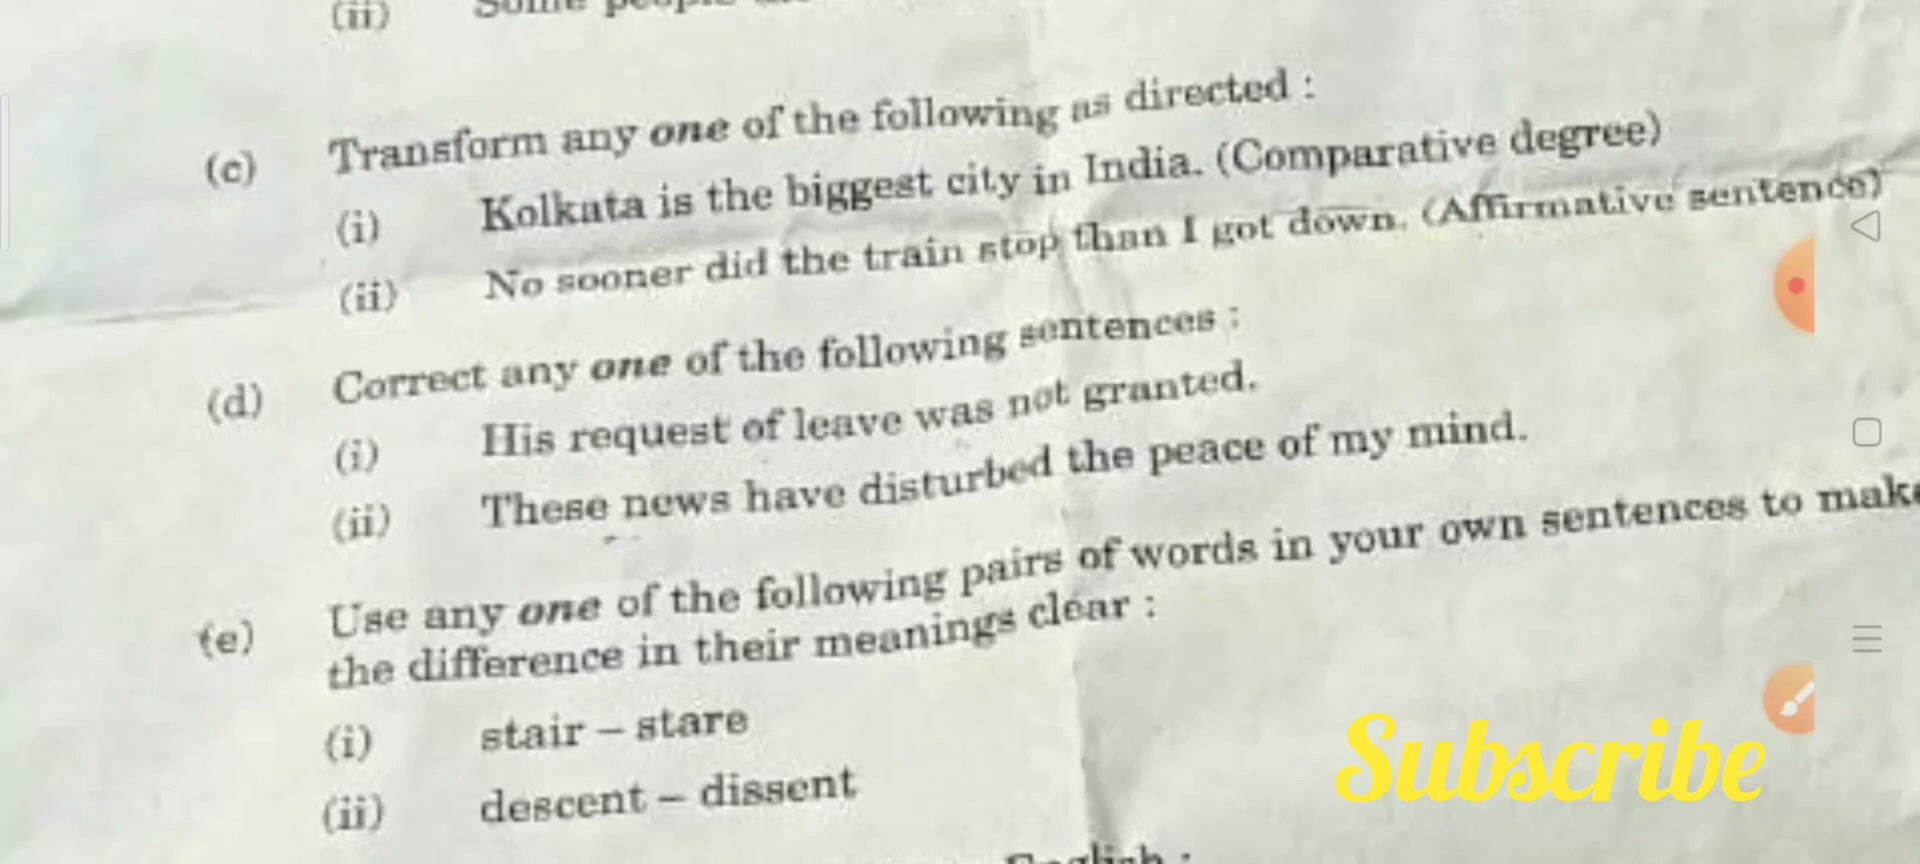 (ii) Some people
(c) Transform any one of the following as directed :
(i) Kolkata is the biggest city in India. (Comparative degree)
(ii) No sooner did the train stop than I got down. (Affirmative sentence)
(d) Correct any one of the following sentences :
(i) His request of leave was not granted.
(ii) These news have disturbed the peace of my mind.
(e) Use any one of the following pairs of words in your own sentences to make
the difference in their meanings clear :
(i) stair – stare
(ii) descent – dissent
Subscribe
English :